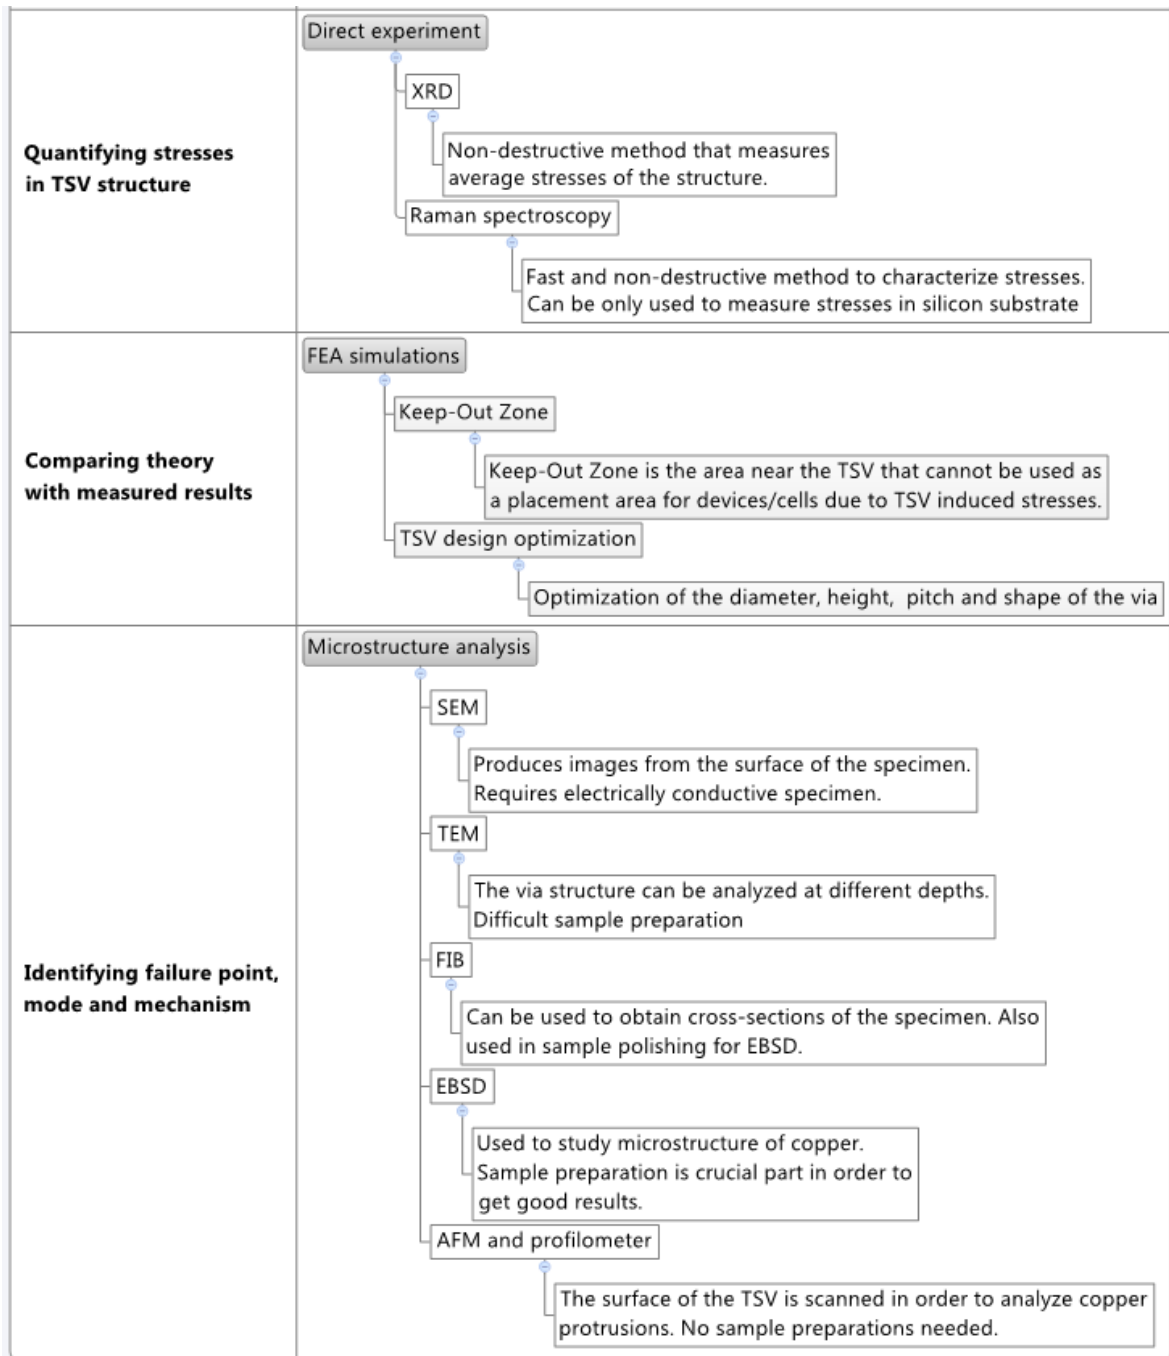 Quantifying stresses
in TSV structure
Direct experiment
XRD
Non-destructive method that measures
average stresses of the structure.
Raman spectroscopy
Fast and non-destructive method to characterize stresses.
Can be only used to measure stresses in silicon substrate
Comparing theory
with measured results
FEA simulations
Keep-Out Zone
Keep-Out Zone is the area near the TSV that cannot be used as
a placement area for devices/cells due to TSV induced stresses.
TSV design optimization
Optimization of the diameter, height, pitch and shape of the via
Identifying failure point,
mode and mechanism
Microstructure analysis
SEM
Produces images from the surface of the specimen.
Requires electrically conductive specimen.
TEM
The via structure can be analyzed at different depths.
Difficult sample preparation
FIB
Can be used to obtain cross-sections of the specimen. Also
used in sample polishing for EBSD.
EBSD
Used to study microstructure of copper.
Sample preparation is crucial part in order to
get good results.
AFM and profilometer
The surface of the TSV is scanned in order to analyze copper
protrusions. No sample preparations needed.